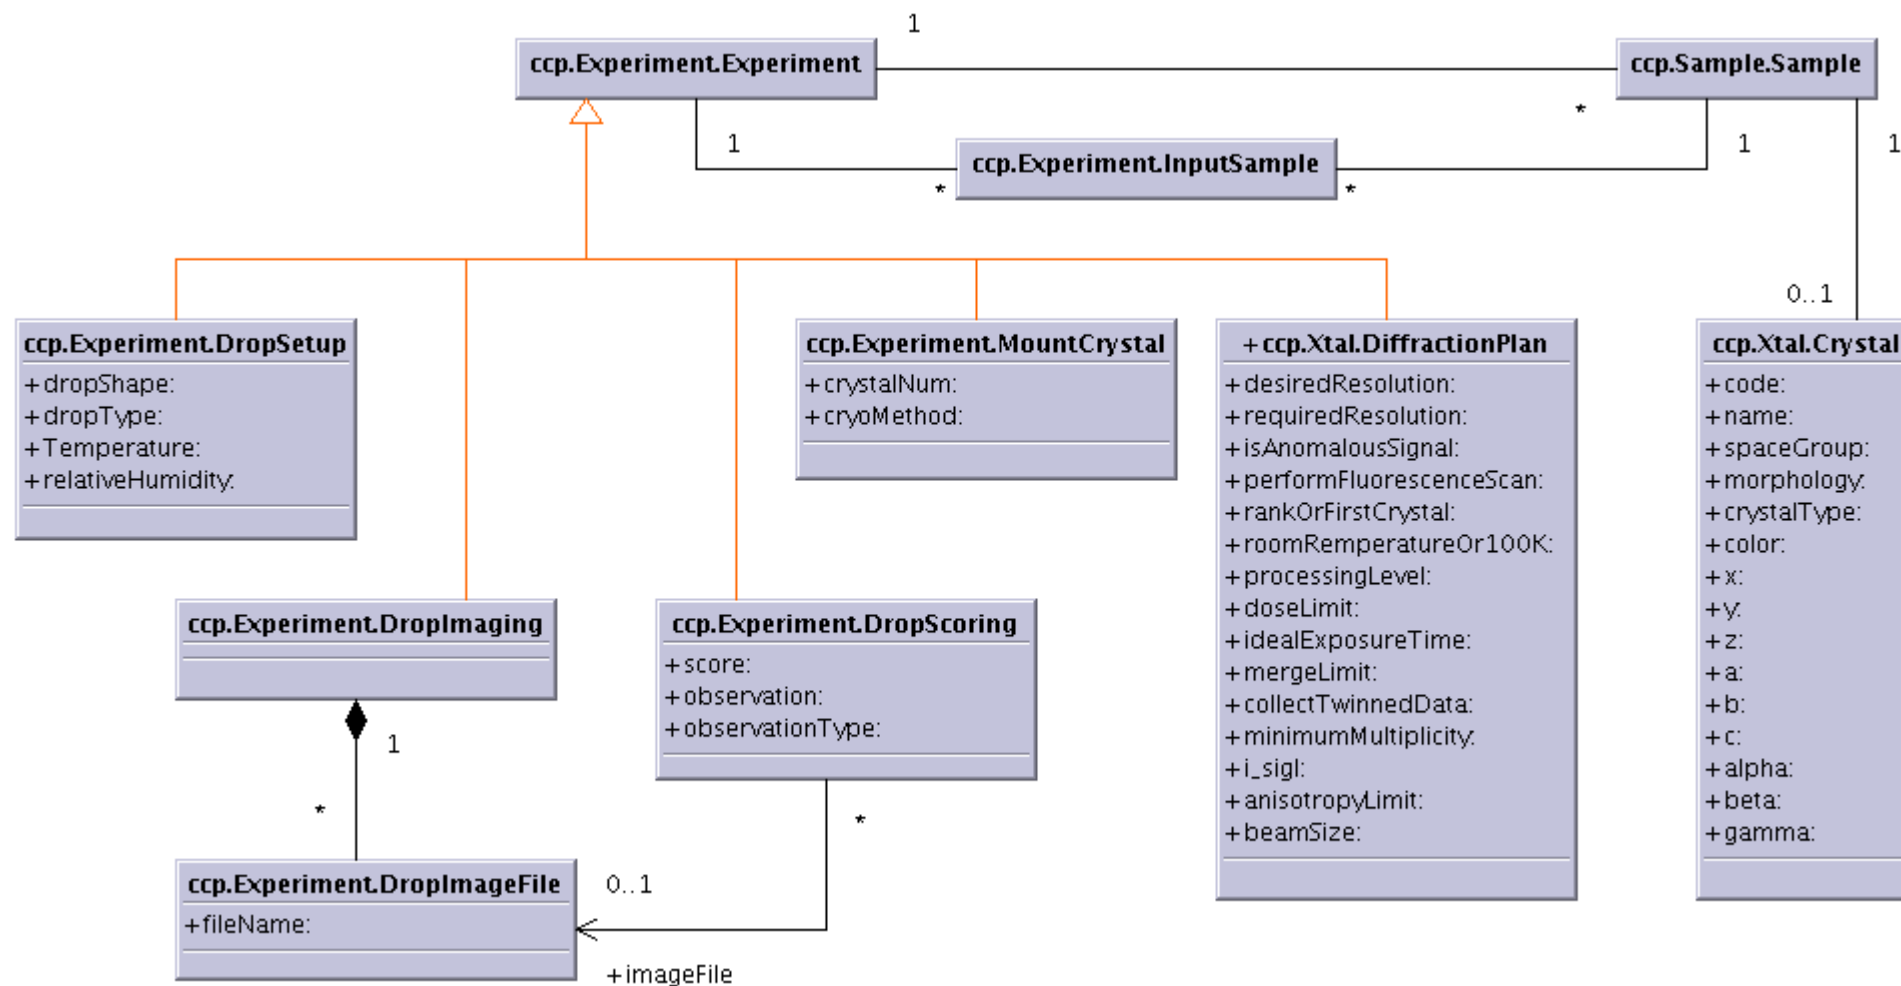 1
ccp.Experiment.Experiment
ccp.Sample.Sample
*
1
1
1
ccp.Experiment.InputSample
*
*
0..1
ccp.Experiment.DropSetup
+dropShape:
+dropType:
+Temperature:
+relativeHumidity:
ccp.Experiment.MountCrystal
+crystalNum:
+cryoMethod:
+ccp.Xtal.DiffractionPlan
+desiredResolution:
+requiredResolution:
+isAnomalousSignal:
+performFluorescenceScan:
+rankOrFirstCrystal:
+roomRemperatureOr100K:
+processingLevel:
+doseLimit:
+idealExposureTime:
+mergeLimit:
+collectTwinnedData:
+minimumMultiplicity:
+i_sigI:
+anisotropyLimit:
+beamSize:
ccp.Xtal.Crystal
+code:
+name:
+spaceGroup:
+morphology:
+crystalType:
+color:
+x:
+y:
+z:
+a:
+b:
+c:
+alpha:
+beta:
+gamma:
ccp.Experiment.DropImaging
ccp.Experiment.DropScoring
+score:
+observation:
+observationType:
1
*
*
ccp.Experiment.DropImageFile
+fileName:
0..1
+imageFile